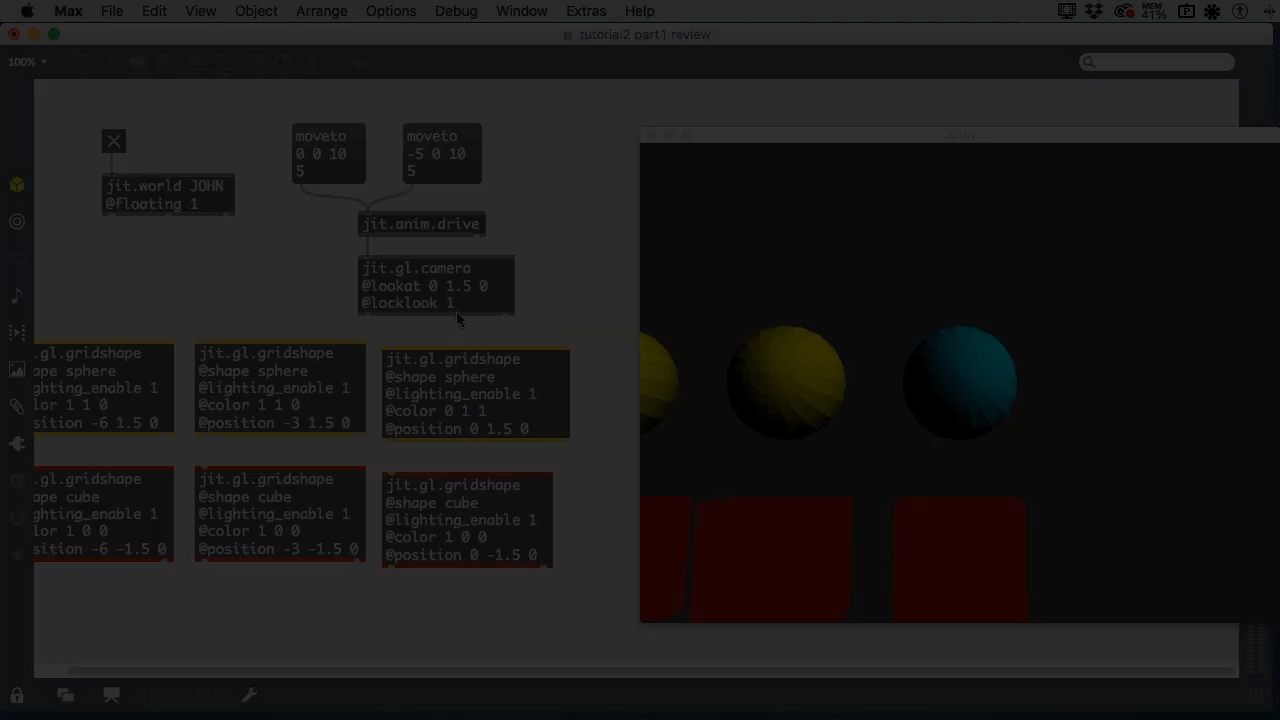 Max File Edit View Object Arrange Options Debug Window Extras Help MEM 41%
tutorial2 part1 review
100%
moveto
0 0 10
5
moveto
-5 0 10
5
jit.world JOHN
@floating 1
jit.anim.drive
jit.gl.camera
@lookat 0 1.5 0
@locklook 1
JOHN
.gl.gridshape
ape sphere
ghting_enable 1
lor 1 1 0
sition -6 1.5 0
jit.gl.gridshape
@shape sphere
@lighting_enable 1
@color 1 1 0
@position -3 1.5 0
jit.gl.gridshape
@shape sphere
@lighting_enable 1
@color 0 1 1
@position 0 1.5 0
.gl.gridshape
ape cube
ghting_enable 1
lor 1 0 0
sition -6 -1.5 0
jit.gl.gridshape
@shape cube
@lighting_enable 1
@color 1 0 0
@position -3 -1.5 0
jit.gl.gridshape
@shape cube
@lighting_enable 1
@color 1 0 0
@position 0 -1.5 0